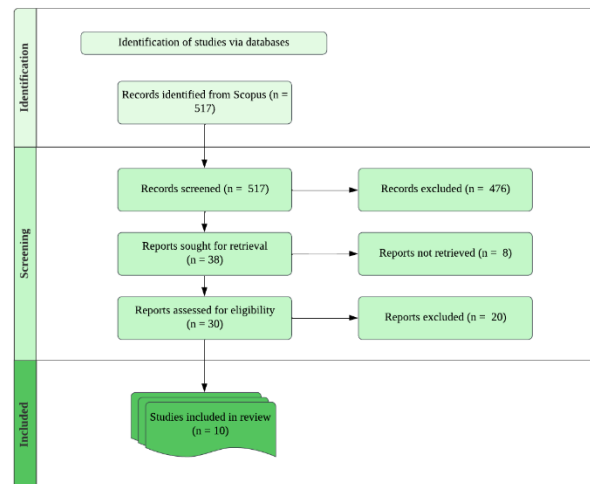 Identification
Identification of studies via databases
Records identified from Scopus (n =
517)
Screening
Records screened (n = 517)
Records excluded (n = 476)
Reports sought for retrieval
(n = 38)
Reports not retrieved (n = 8)
Reports assessed for eligibility
(n = 30)
Reports excluded (n = 20)
Included
Studies included in review
(n = 10)